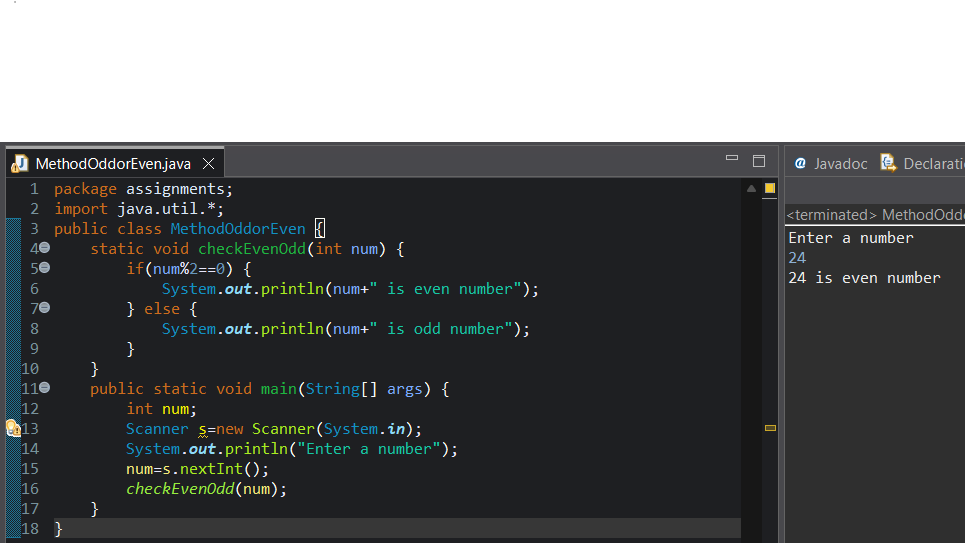 MethodOddorEven.java
1 package assignments;
2 import java.util.*;
3 public class MethodOddorEven {
4 static void checkEvenOdd(int num) {
5 if(num%2==0) {
6 System.out.println(num+" is even number");
7 } else {
8 System.out.println(num+" is odd number");
9 }
10 }
11 public static void main(String[] args) {
12 int num;
13 Scanner s=new Scanner(System.in);
14 System.out.println("Enter a number");
15 num=s.nextInt();
16 checkEvenOdd(num);
17 }
18 }
@ Javadoc Declarati
<terminated> MethodOddo
Enter a number
24
24 is even number